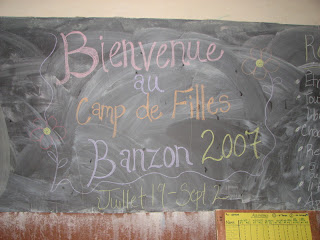 Bienvenue
au
Camp de Filles
Banzon 2007
Juillet 19 - Sept 2